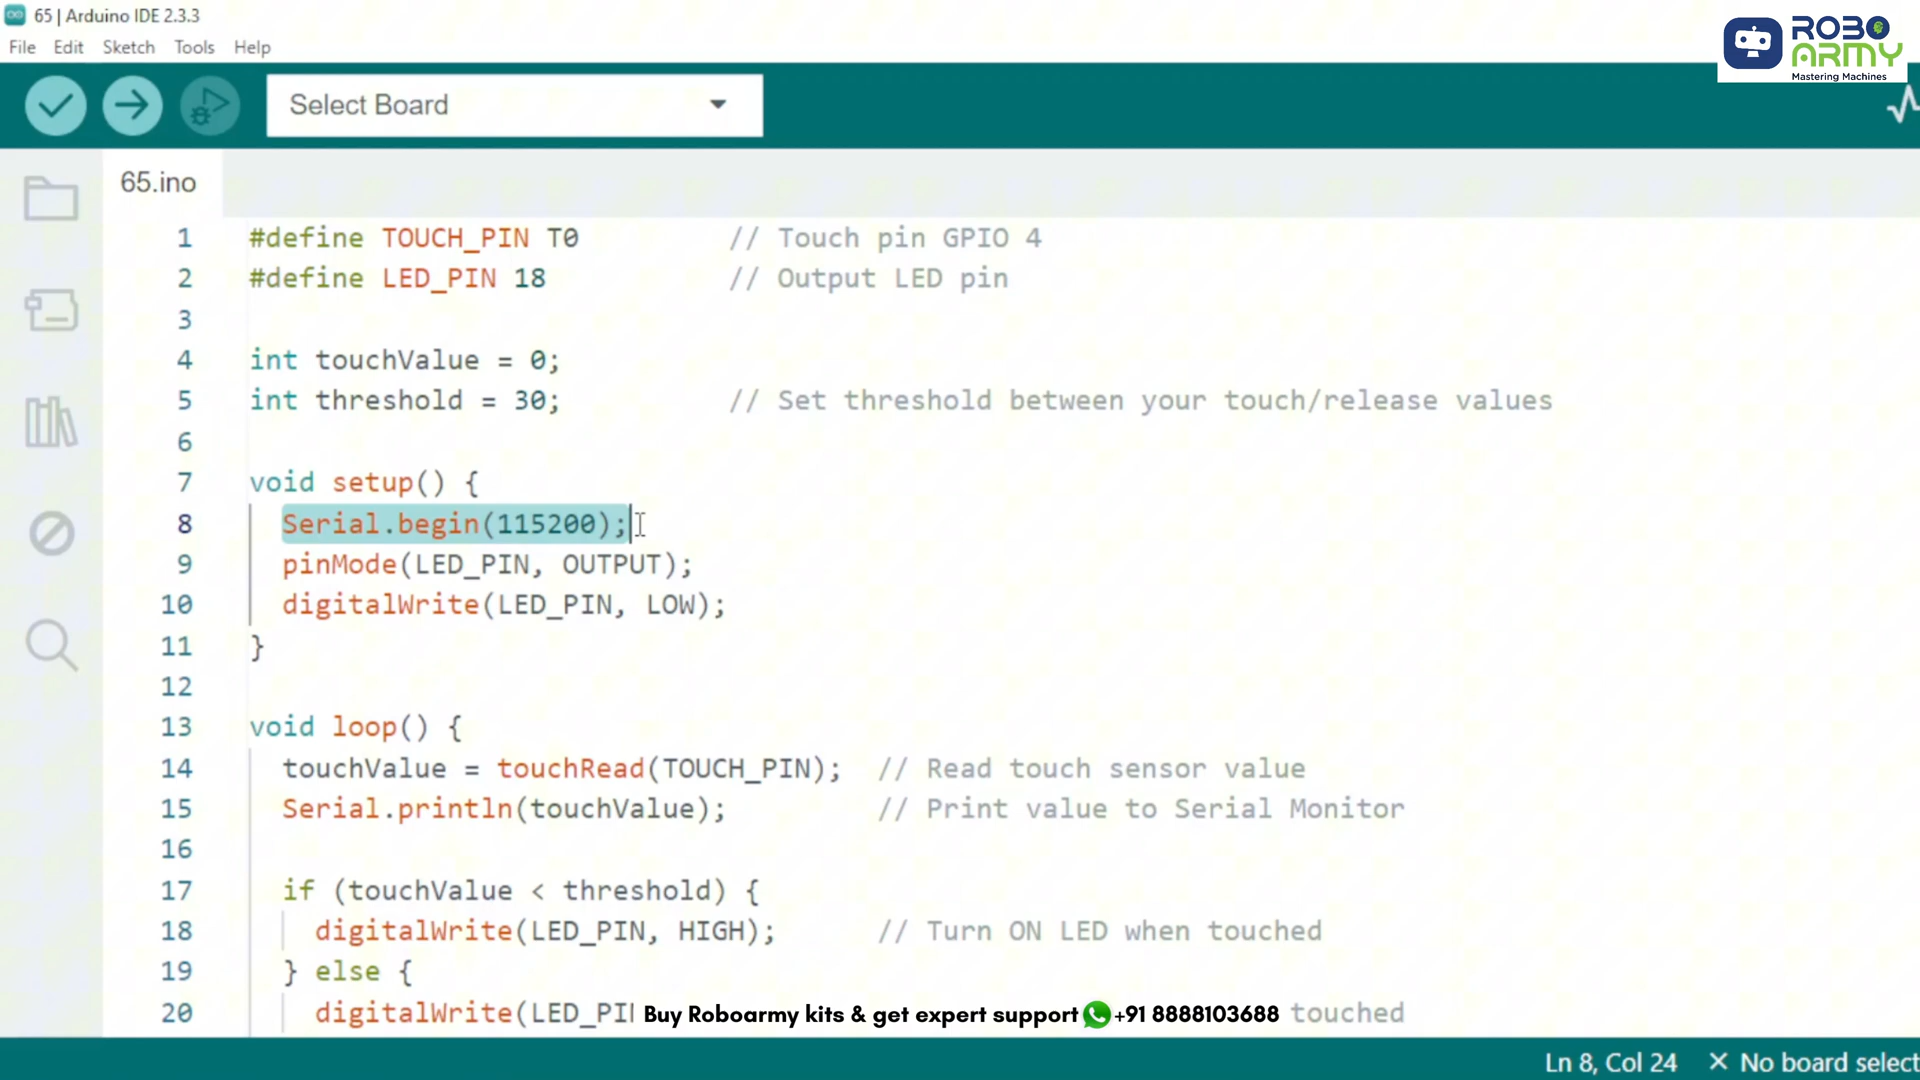 65 | Arduino IDE 2.3.3
File Edit Sketch Tools Help
ROBO
ARMY
Mastering Machines
Select Board
65.ino
1 #define TOUCH_PIN T0 // Touch pin GPIO 4
2 #define LED_PIN 18 // Output LED pin
3
4 int touchValue = 0;
5 int threshold = 30; // Set threshold between your touch/release values
6
7 void setup() {
8 Serial.begin(115200);
9 pinMode(LED_PIN, OUTPUT);
10 digitalWrite(LED_PIN, LOW);
11 }
12
13 void loop() {
14 touchValue = touchRead(TOUCH_PIN); // Read touch sensor value
15 Serial.println(touchValue); // Print value to Serial Monitor
16
17 if (touchValue < threshold) {
18 digitalWrite(LED_PIN, HIGH); // Turn ON LED when touched
19 } else {
20 digitalWrite(LED_PI touched
Buy Roboarmy kits & get expert support +91 8888103688
Ln 8, Col 24 × No board select